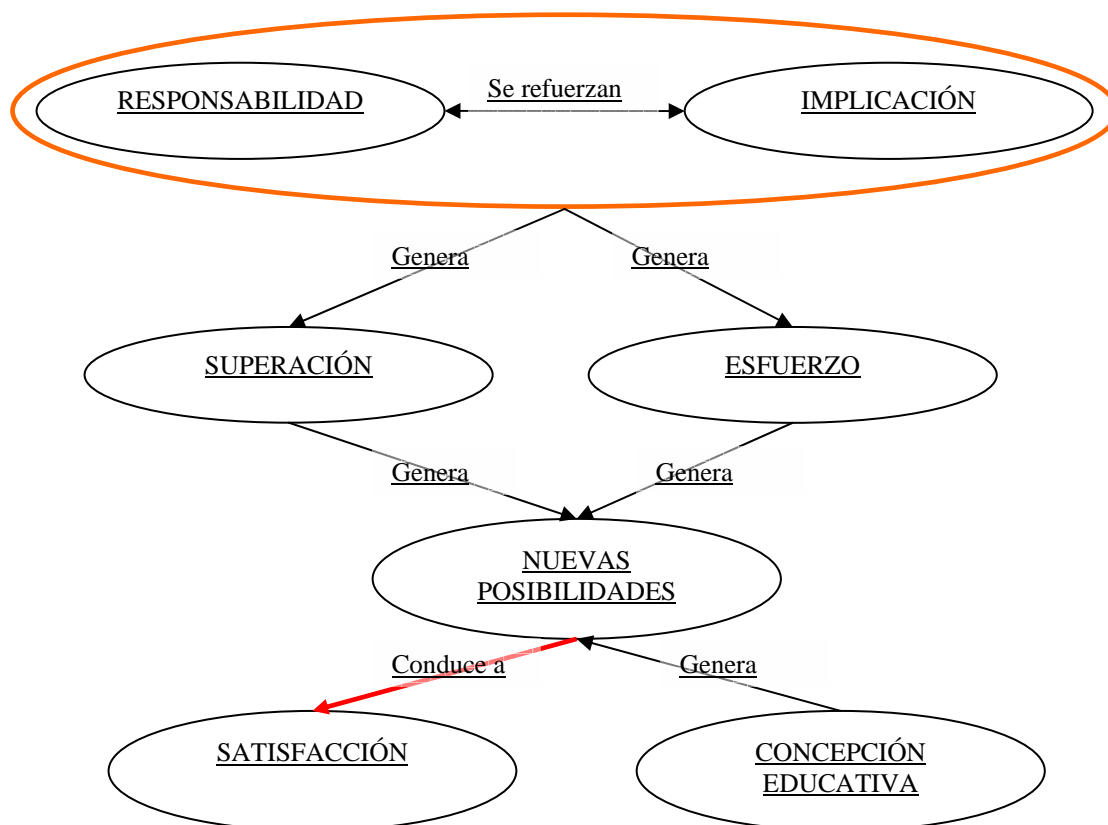 RESPONSABILIDAD
Se refuerzan
IMPLICACIÓN
Genera
Genera
SUPERACIÓN
ESFUERZO
Genera
Genera
NUEVAS
POSIBILIDADES
Conduce a
Genera
SATISFACCIÓN
CONCEPCIÓN
EDUCATIVA